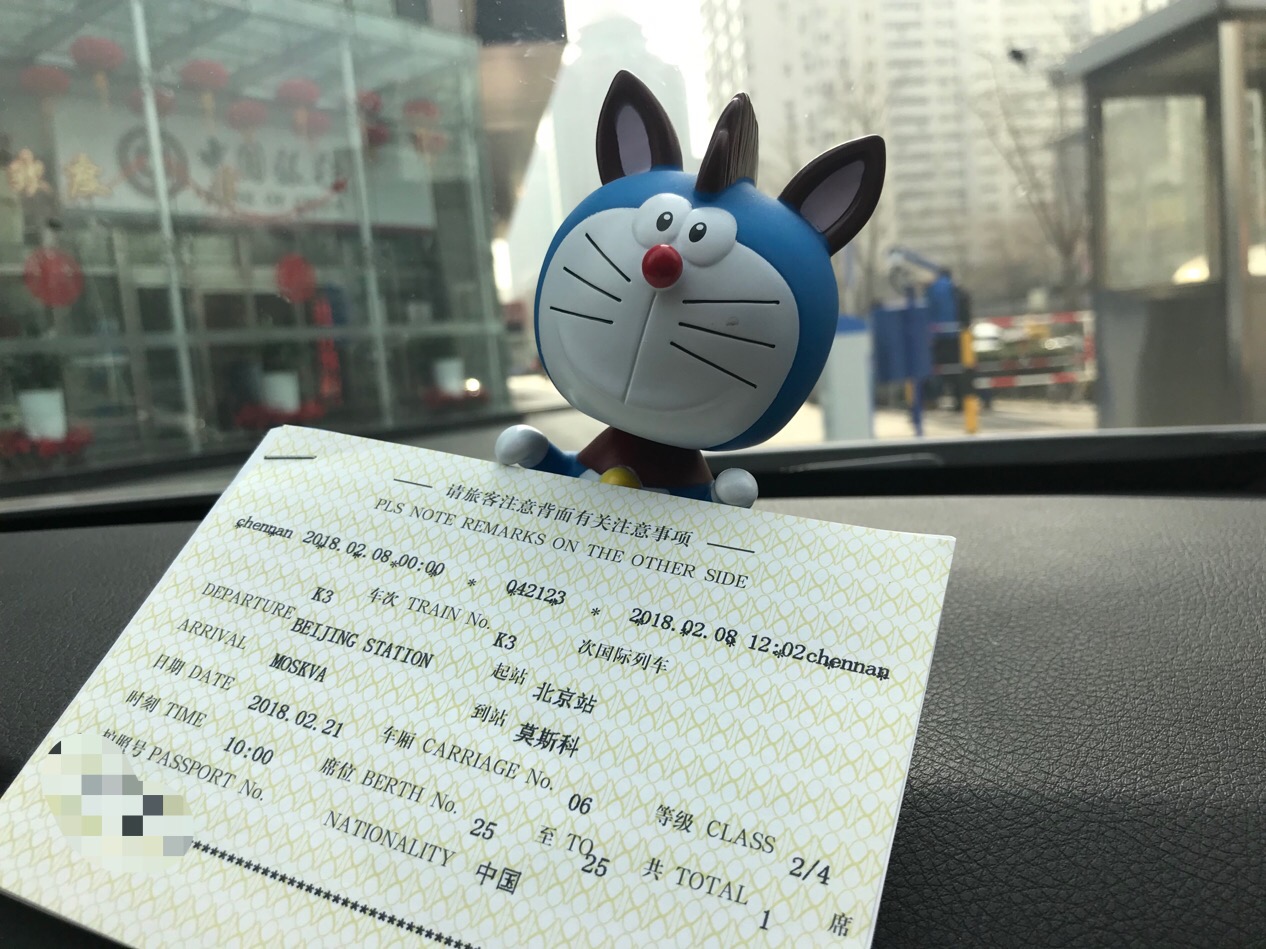 请旅客注意背面有关注意事项
PLS NOTE REMARKS ON THE OTHER SIDE
chennan 2018.02.08 00:00 * 042123 * 2018.02.08 12:02chennan
K3 车次 TRAIN No. K3 次国际列车
DEPARTURE BEIJING STATION 起站 北京站
ARRIVAL MOSKVA 到站 莫斯科
日期 DATE 2018.02.21 车厢 CARRIAGE No. 06 等级 CLASS 2/4
时刻 TIME 10:00 席位 BERTH No. 25 至 TO 25 共 TOTAL 1 席
照号 PASSPORT No. NATIONALITY 中国